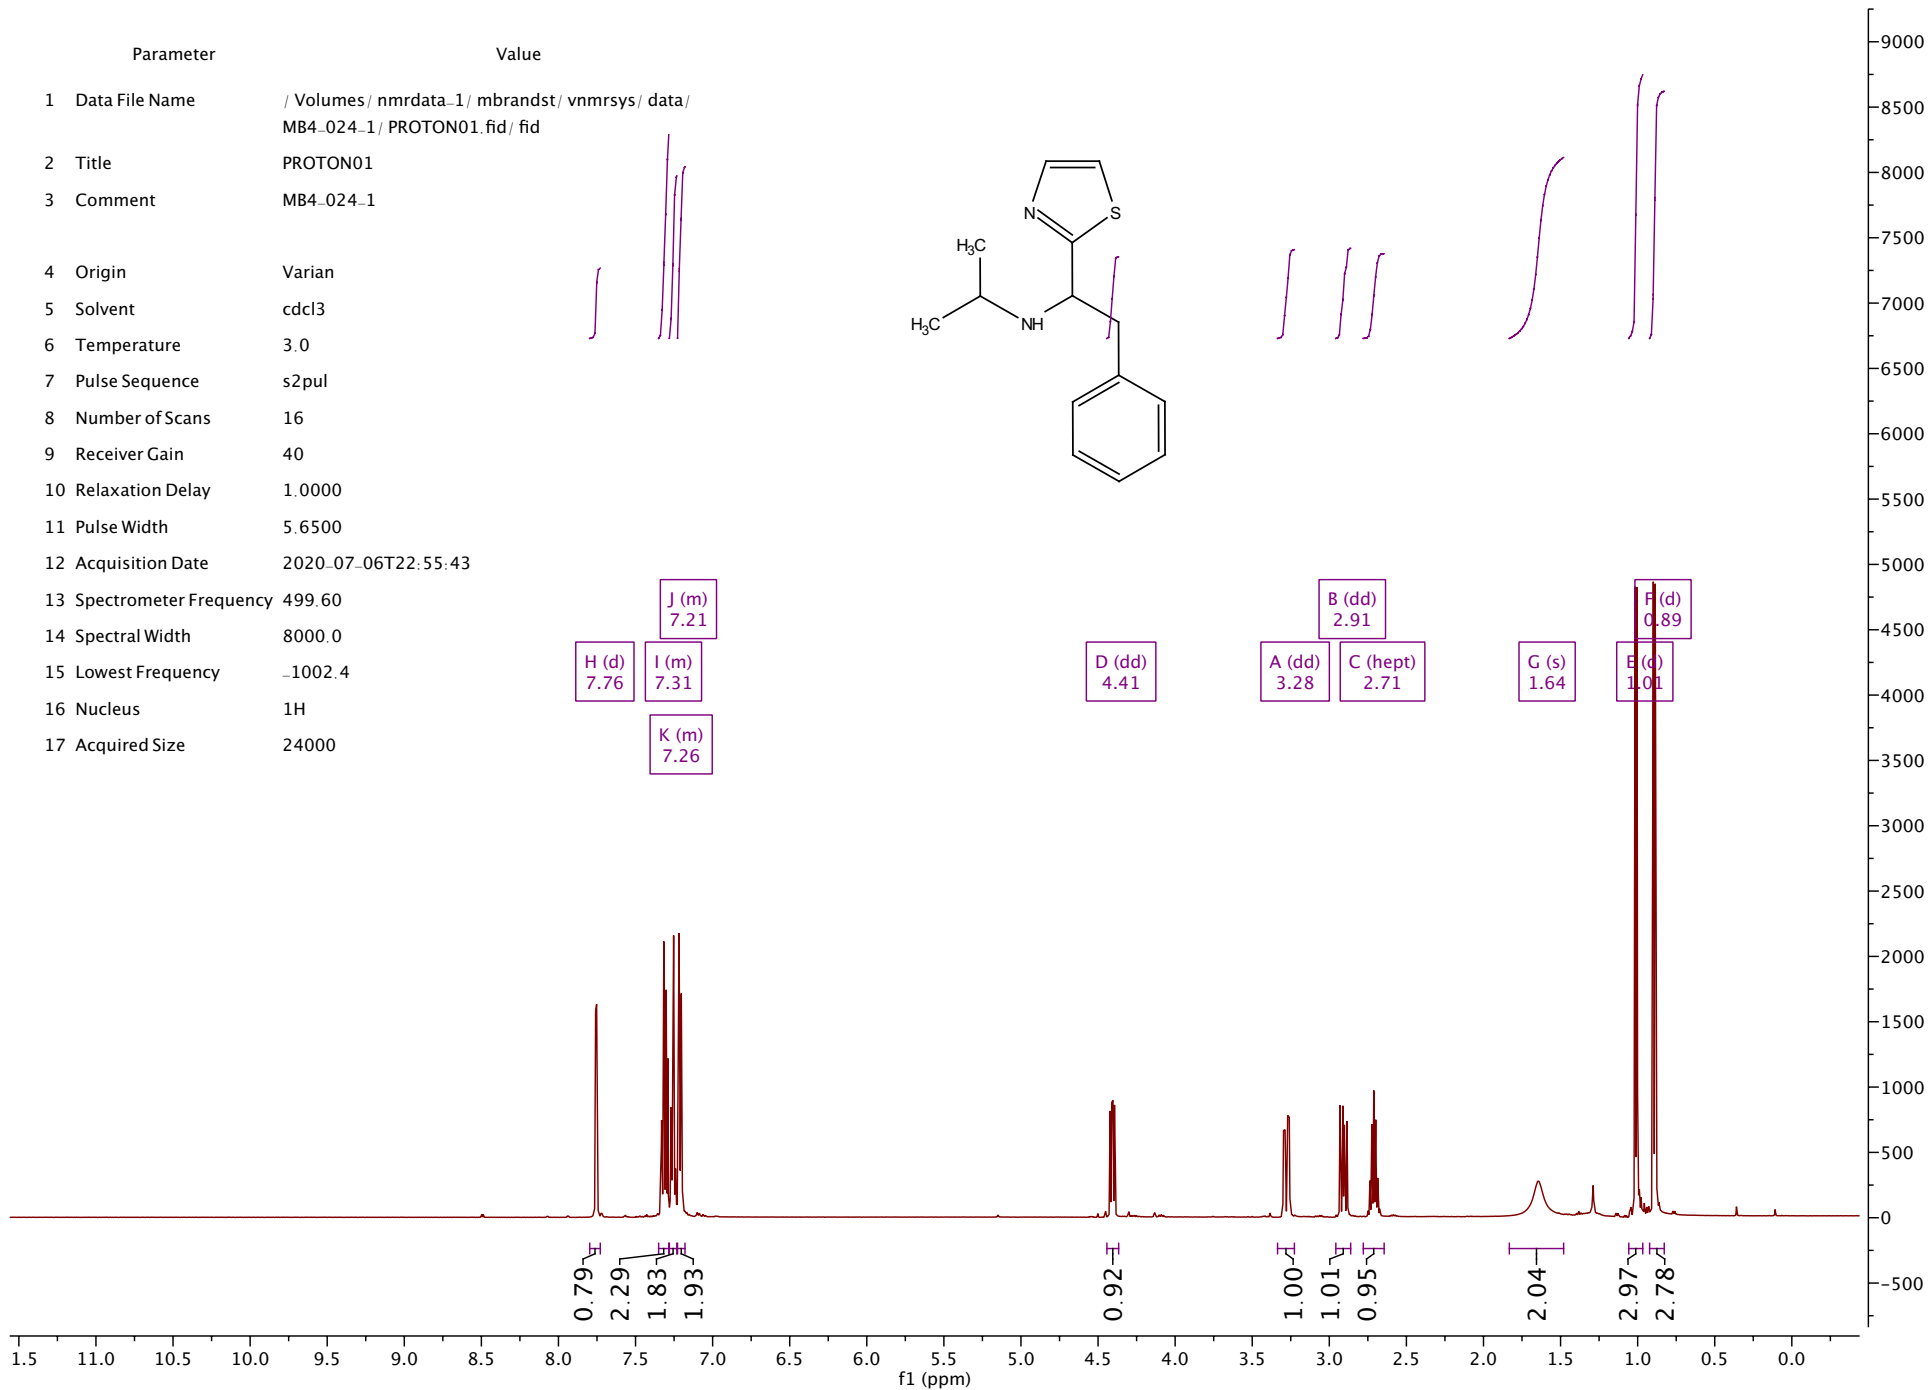 Parameter Value
1 Data File Name / Volumes/ nmrdata_1/ mbrandst/ vnmrsys/ data/
MB4_024_1/ PROTON01.fid/ fid
2 Title PROTON01
3 Comment MB4_024_1
4 Origin Varian
5 Solvent cdcl3
6 Temperature 3.0
7 Pulse Sequence s2pul
8 Number of Scans 16
9 Receiver Gain 40
10 Relaxation Delay 1.0000
11 Pulse Width 5.6500
12 Acquisition Date 2020_07_06T22:55:43
13 Spectrometer Frequency 499.60
14 Spectral Width 8000.0
15 Lowest Frequency _1002.4
16 Nucleus 1H
17 Acquired Size 24000
N S
H3C
H3C NH
J (m)
7.21
H (d)
7.76
I (m)
7.31
K (m)
7.26
D (dd)
4.41
A (dd)
3.28
B (dd)
2.91
C (hept)
2.71
G (s)
1.64
F (d)
0.89
E (d)
1.01
9000
8500
8000
7500
7000
6500
6000
5500
5000
4500
4000
3500
3000
2500
2000
1500
1000
500
0
-500
0.79 2.29 1.83 1.93 0.92 1.00 1.01 0.95 2.04 2.97 2.78
1.5 11.0 10.5 10.0 9.5 9.0 8.5 8.0 7.5 7.0 6.5 6.0 5.5 5.0 4.5 4.0 3.5 3.0 2.5 2.0 1.5 1.0 0.5 0.0
f1 (ppm)